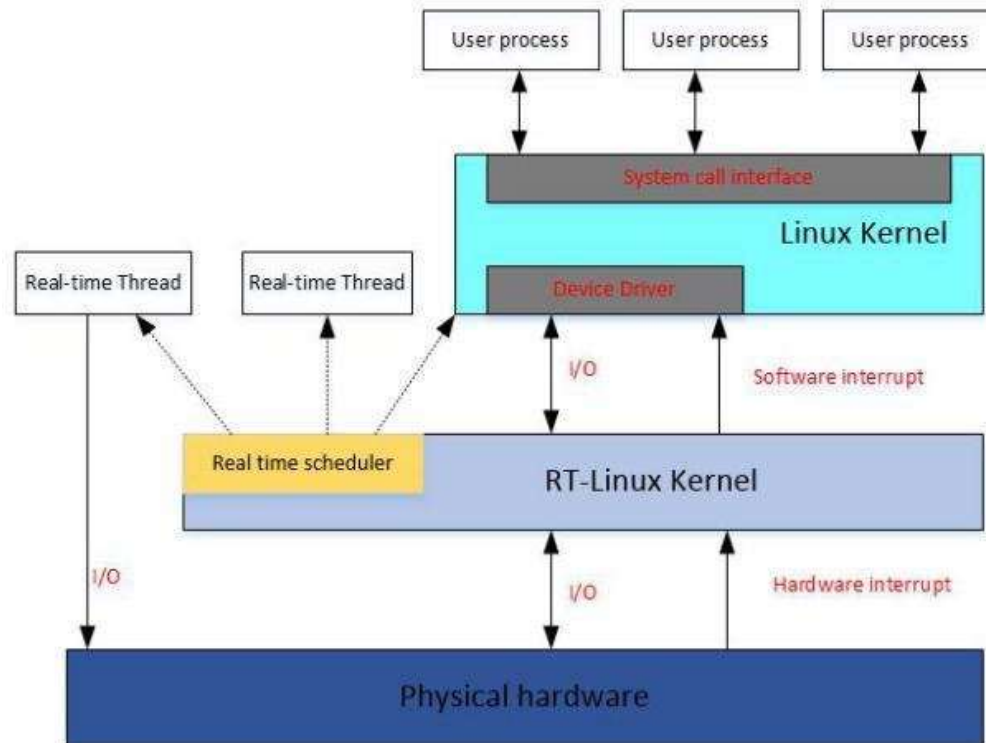 User process
User process
User process
System call interface
Linux Kernel
Real-time Thread
Real-time Thread
Device Driver
I/O
Software interrupt
Real time scheduler
RT-Linux Kernel
I/O
I/O
Hardware interrupt
Physical hardware